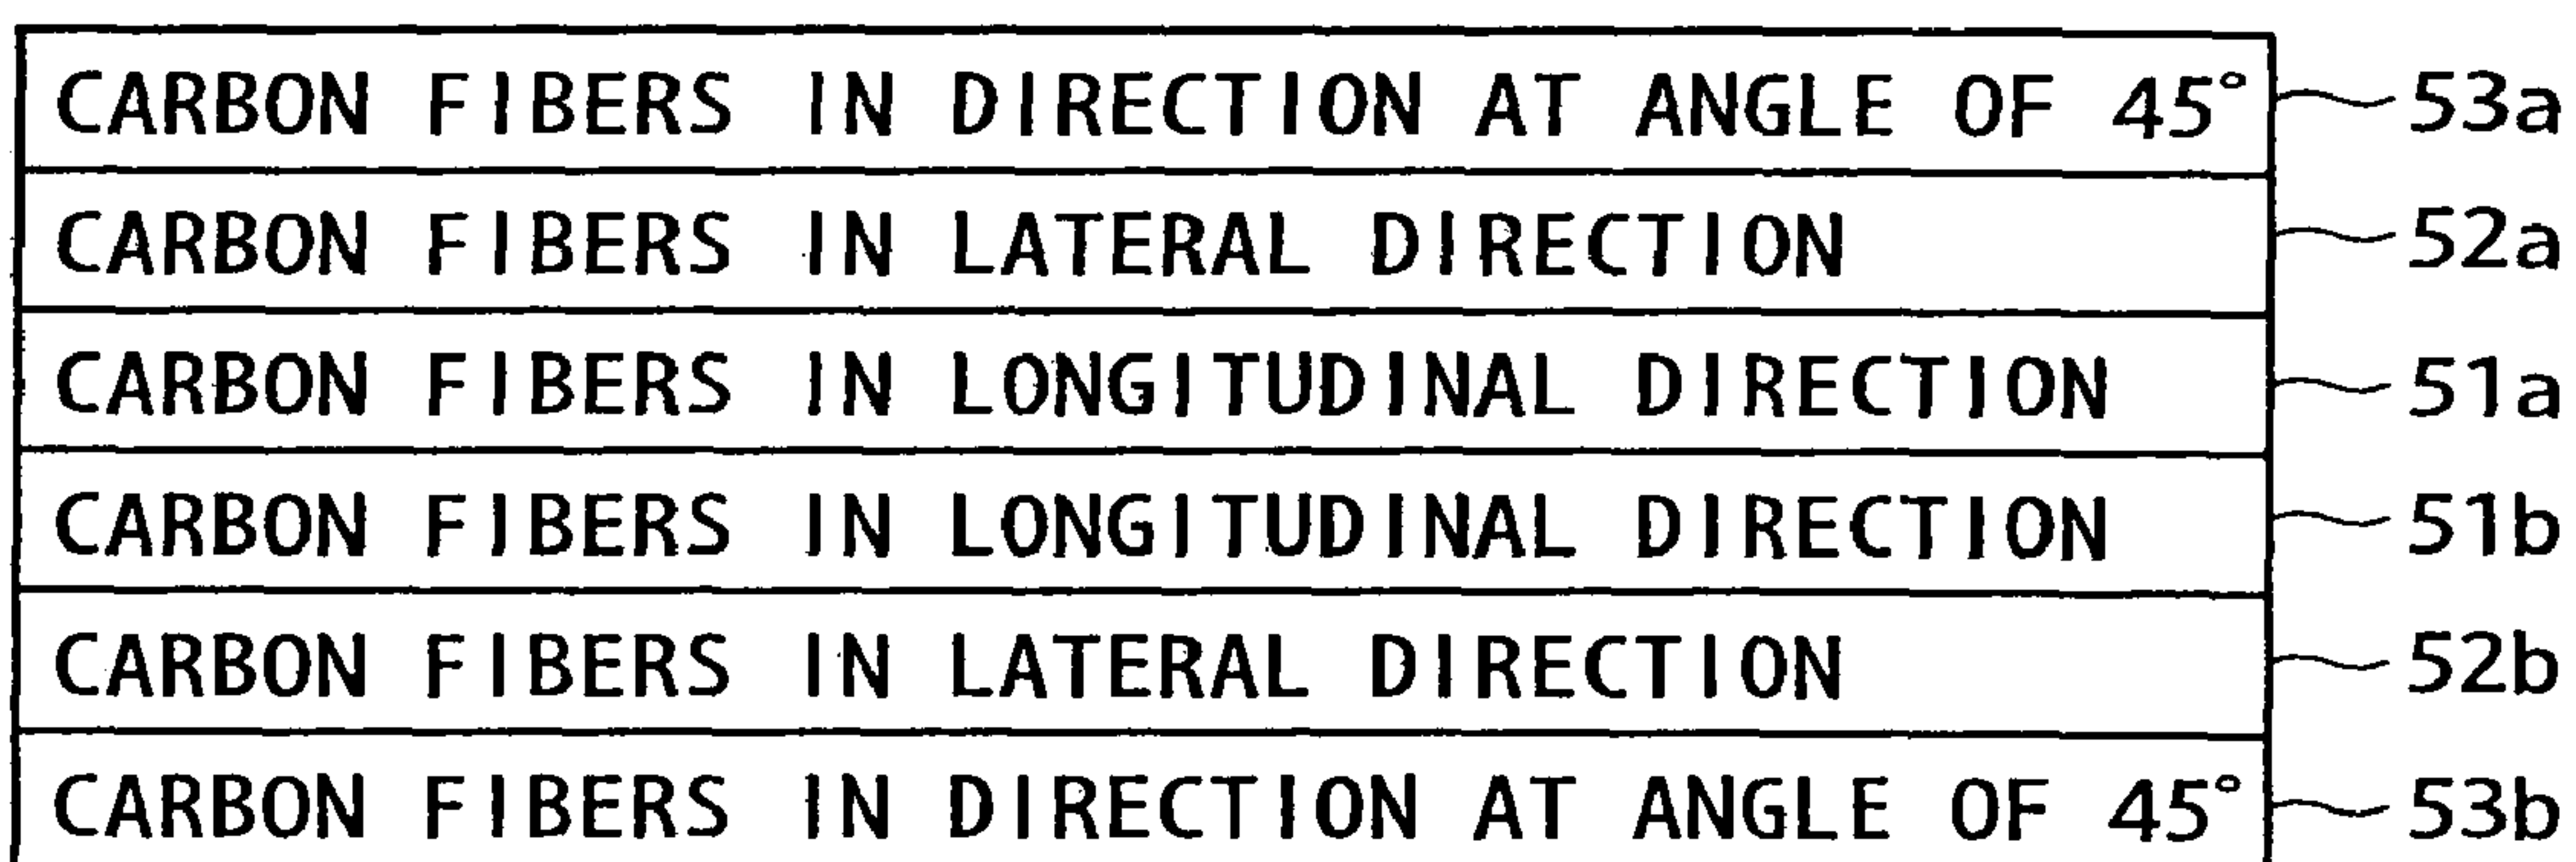 CARBON FIBERS IN DIRECTION AT ANGLE OF 45° 53a
CARBON FIBERS IN LATERAL DIRECTION 52a
CARBON FIBERS IN LONGITUDINAL DIRECTION 51a
CARBON FIBERS IN LONGITUDINAL DIRECTION 51b
CARBON FIBERS IN LATERAL DIRECTION 52b
CARBON FIBERS IN DIRECTION AT ANGLE OF 45° 53b